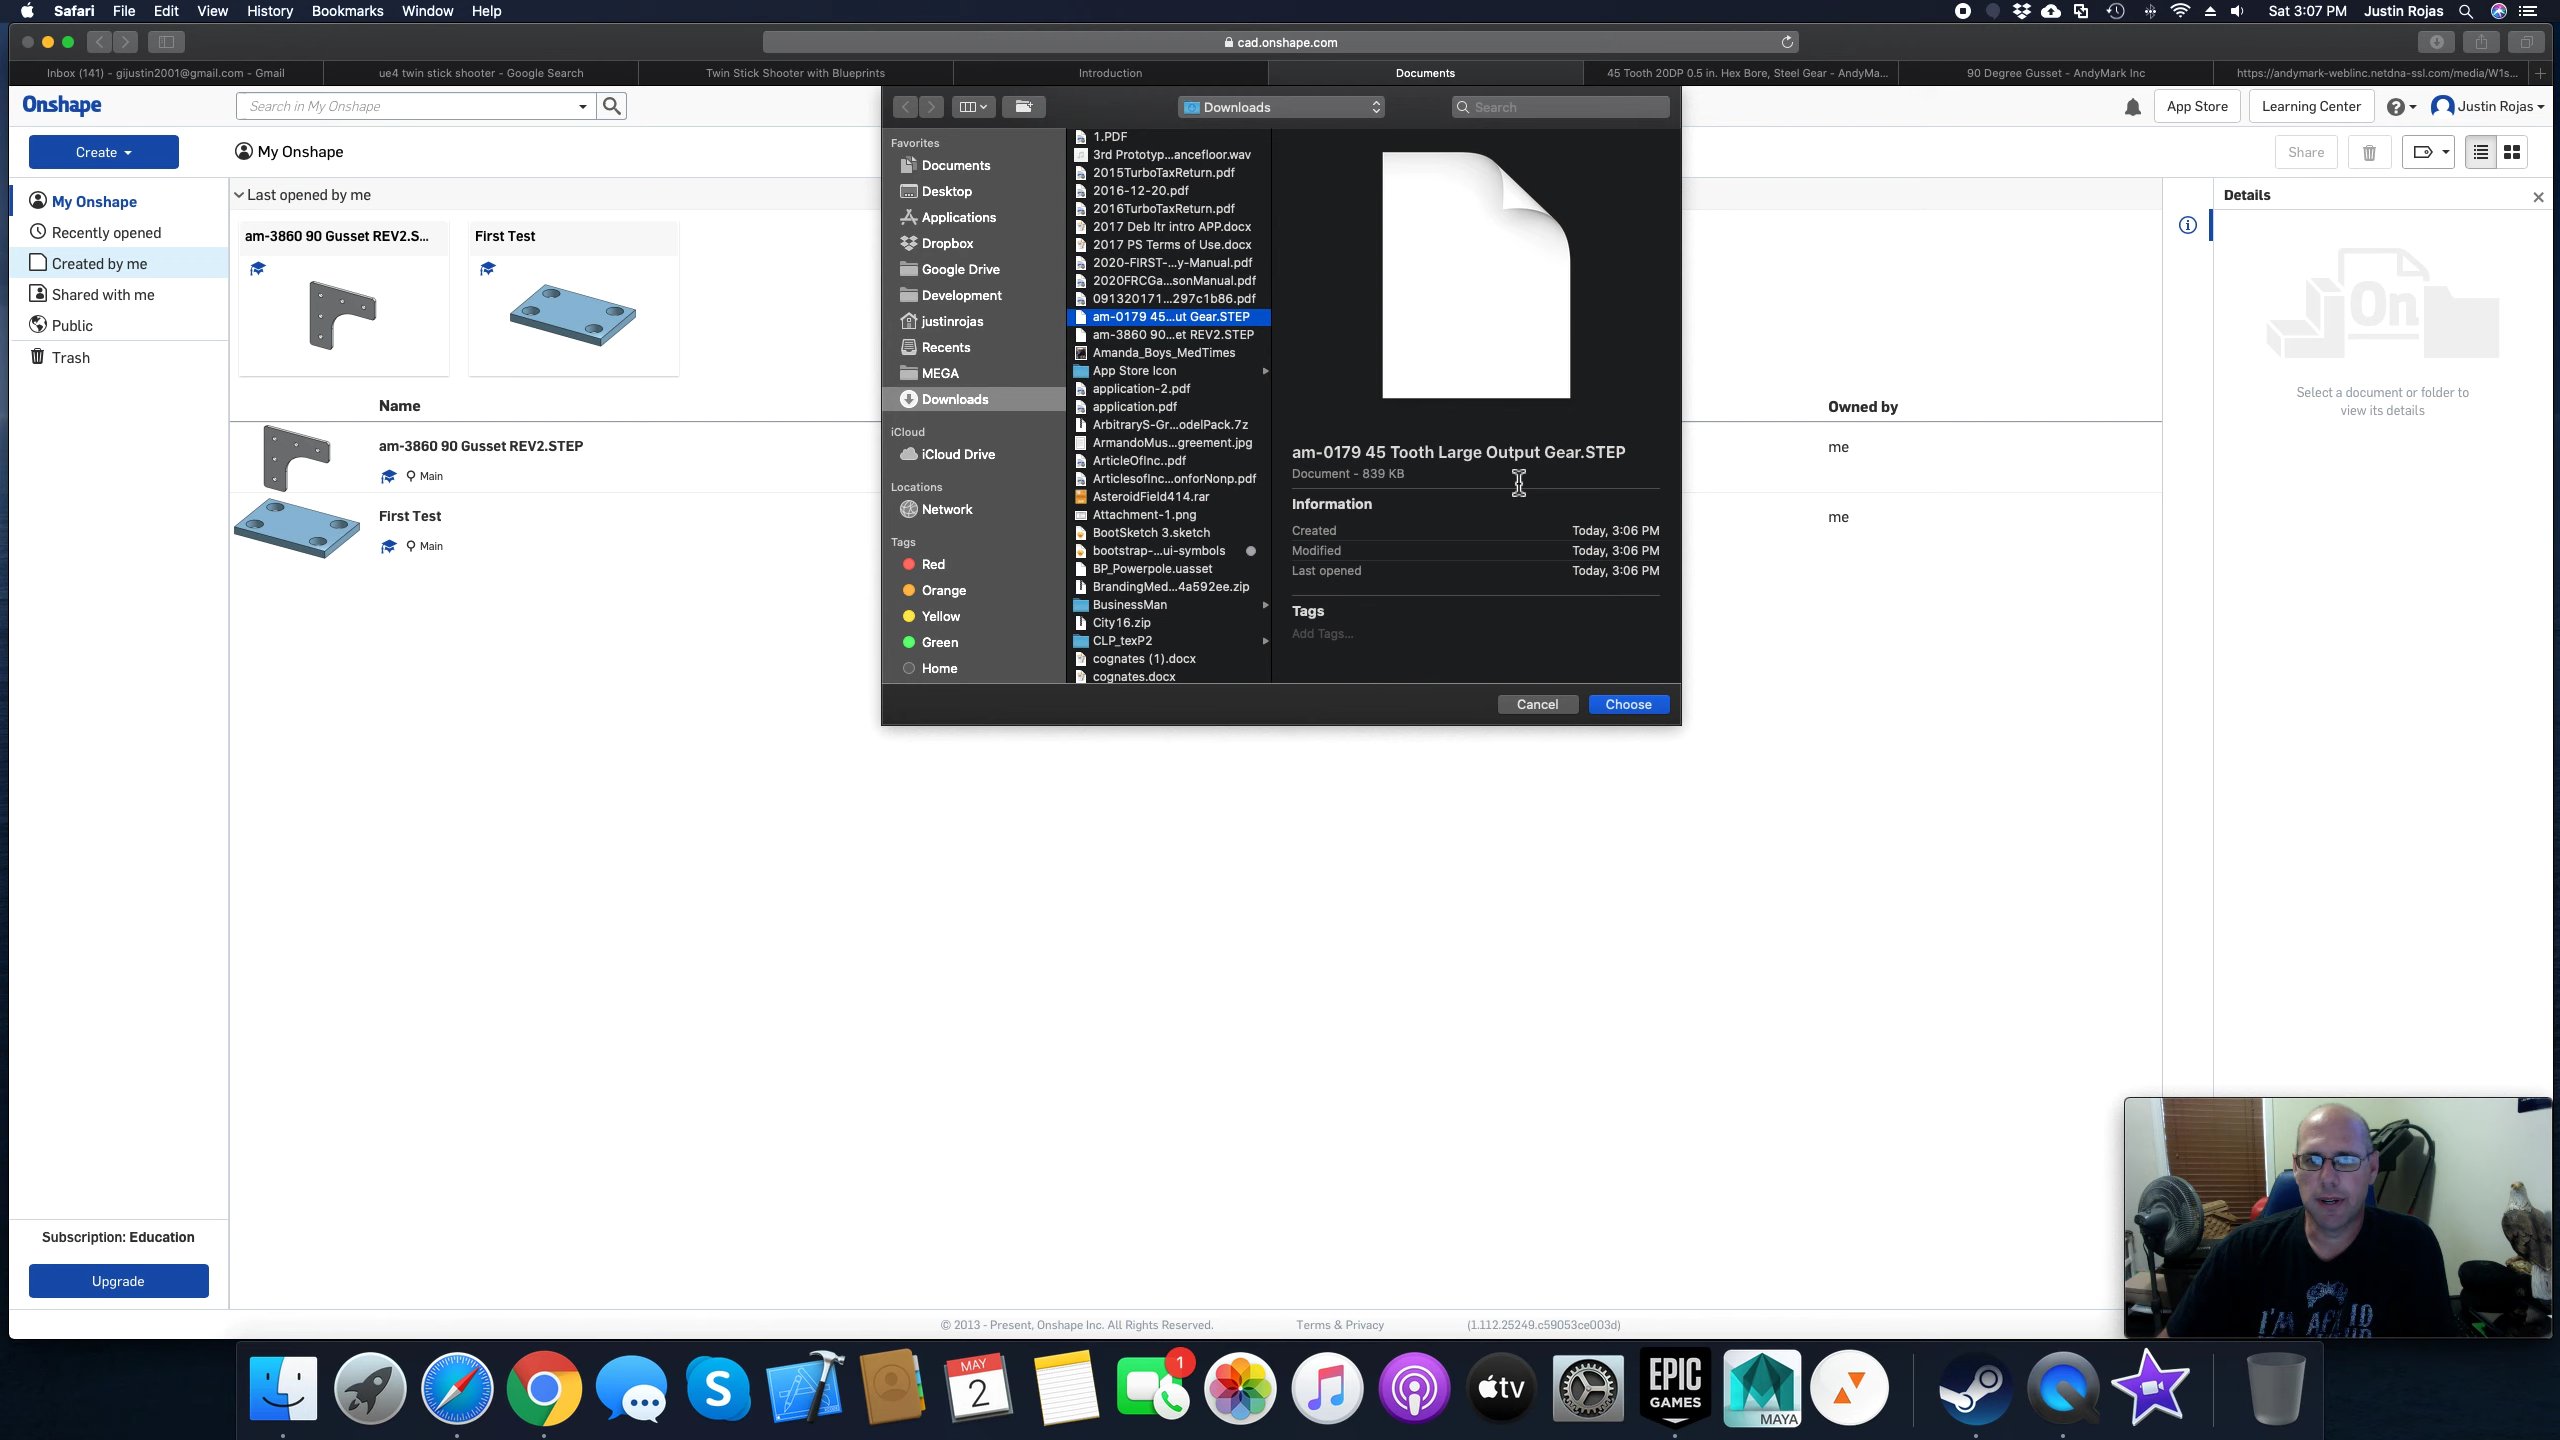 Safari File Edit View History Bookmarks Window Help
Sat 3:07 PM Justin Rojas
cad.onshape.com
Inbox (141) - gijustin2001@gmail.com - Gmail
ue4 twin stick shooter - Google Search
Twin Stick Shooter with Blueprints
Introduction
Documents
45 Tooth 20DP 0.5 in. Hex Bore, Steel Gear - AndyMa...
90 Degree Gusset - AndyMark Inc
https://andymark-weblinc.netdna-ssl.com/media/W1s...
Onshape
Search in My Onshape
App Store
Learning Center
Justin Rojas
Create
My Onshape
Share
My Onshape
Recently opened
Created by me
Shared with me
Public
Trash
Last opened by me
am-3860 90 Gusset REV2.S...
First Test
Name
Owned by
am-3860 90 Gusset REV2.STEP
Main
me
First Test
Main
me
Downloads
Search
Favorites
Documents
Desktop
Applications
Dropbox
Google Drive
Development
justinrojas
Recents
MEGA
Downloads
iCloud
iCloud Drive
Locations
Network
Tags
Red
Orange
Yellow
Green
Home
1.PDF
3rd Prototyp...ancefloor.wav
2015TurboTaxReturn.pdf
2016-12-20.pdf
2016TurboTaxReturn.pdf
2017 Deb ltr intro APP.docx
2017 PS Terms of Use.docx
2020-FIRST-...y-Manual.pdf
2020FRCGa...sonManual.pdf
091320171...297c1b86.pdf
am-0179 45...ut Gear.STEP
am-3860 90...et REV2.STEP
Amanda_Boys_MedTimes
App Store Icon
application-2.pdf
application.pdf
ArbitraryS-Gr...odelPack.7z
ArmandoMus...greement.jpg
ArticleOfInc..pdf
ArticlesofInc...onforNonp.pdf
AsteroidField414.rar
Attachment-1.png
BootSketch 3.sketch
bootstrap-...ui-symbols
BP_Powerpole.uasset
BrandingMed...4a592ee.zip
BusinessMan
City16.zip
CLP_texP2
cognates (1).docx
cognates.docx
am-0179 45 Tooth Large Output Gear.STEP
Document - 839 KB
Information
Created Today, 3:06 PM
Modified Today, 3:06 PM
Last opened Today, 3:06 PM
Tags
Add Tags...
Cancel Choose
Details
On
Select a document or folder to
view its details
Subscription: Education
Upgrade
© 2013 - Present, Onshape Inc. All Rights Reserved. Terms & Privacy (1.112.25249.c59053ce003d)
MAY
2
1
tv
EPIC
GAMES
MAYA